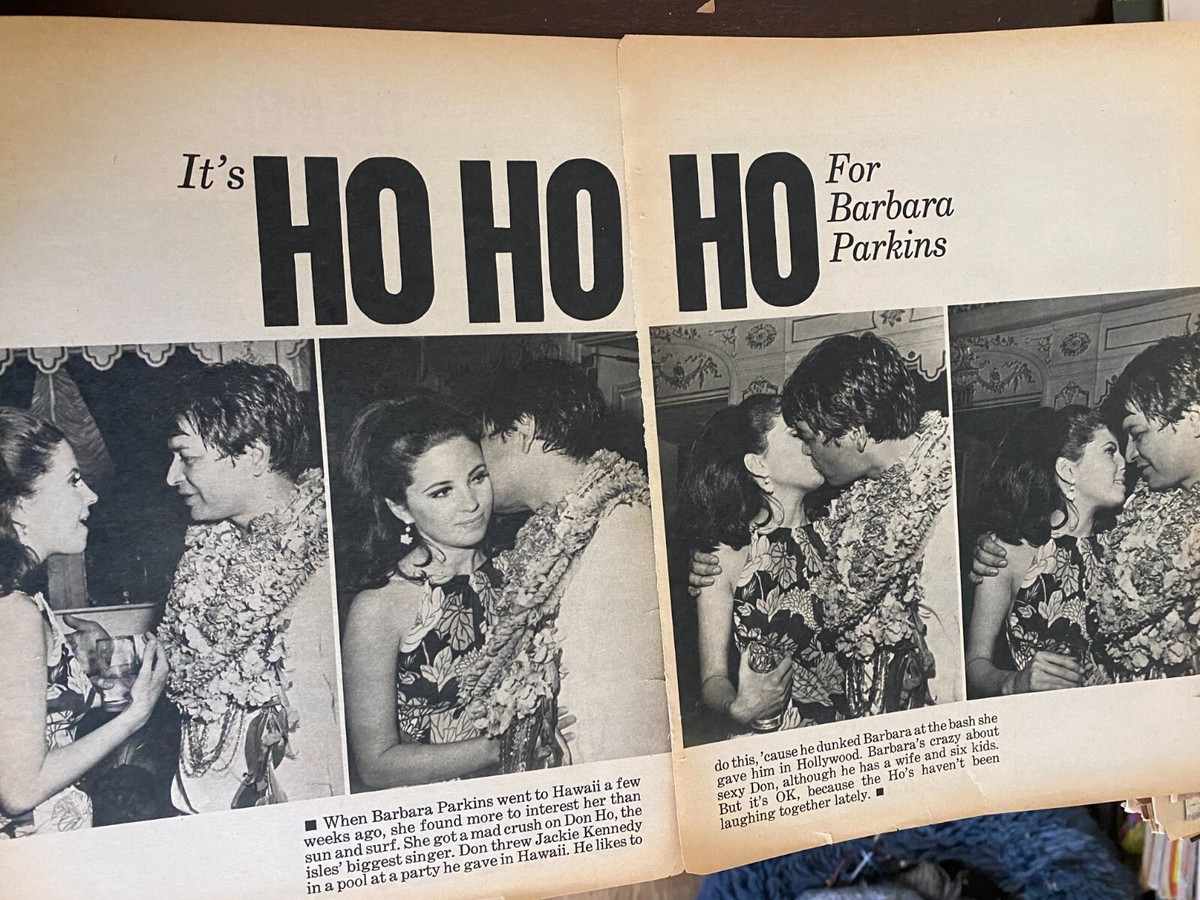 It's HO HO HO For
Barbara
Parkins
■ When Barbara Parkins went to Hawaii a few
weeks ago, she found more to interest her than
sun and surf. She got a mad crush on Don Ho, the
isles' biggest singer. Don threw Jackie Kennedy
in a pool at a party he gave in Hawaii. He likes to
do this, 'cause he dunked Barbara at the bash she
gave him in Hollywood. Barbara's crazy about
sexy Don, although he has a wife and six kids.
But it's OK, because the Ho's haven't been
laughing together lately. ■